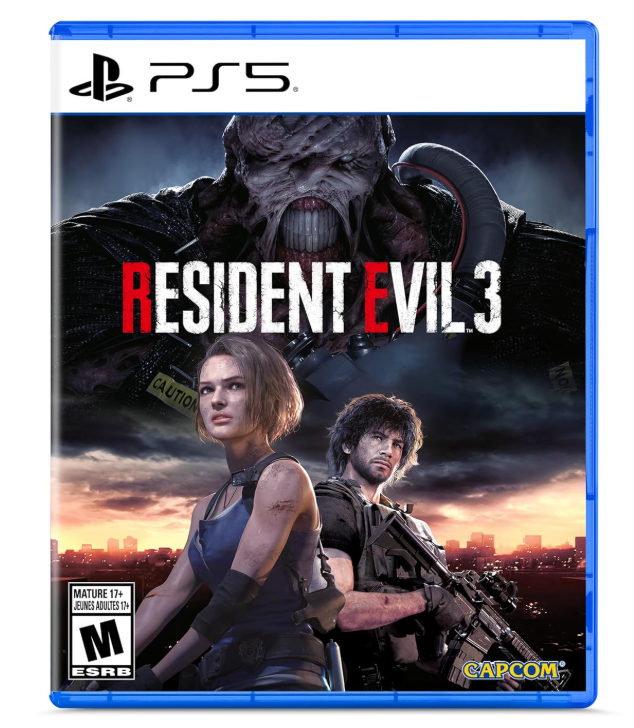 PS5
RESIDENT EVIL 3
CAUTION
MATURE 17+
JEUNES ADULTES 17+
M
ESRB
CAPCOM